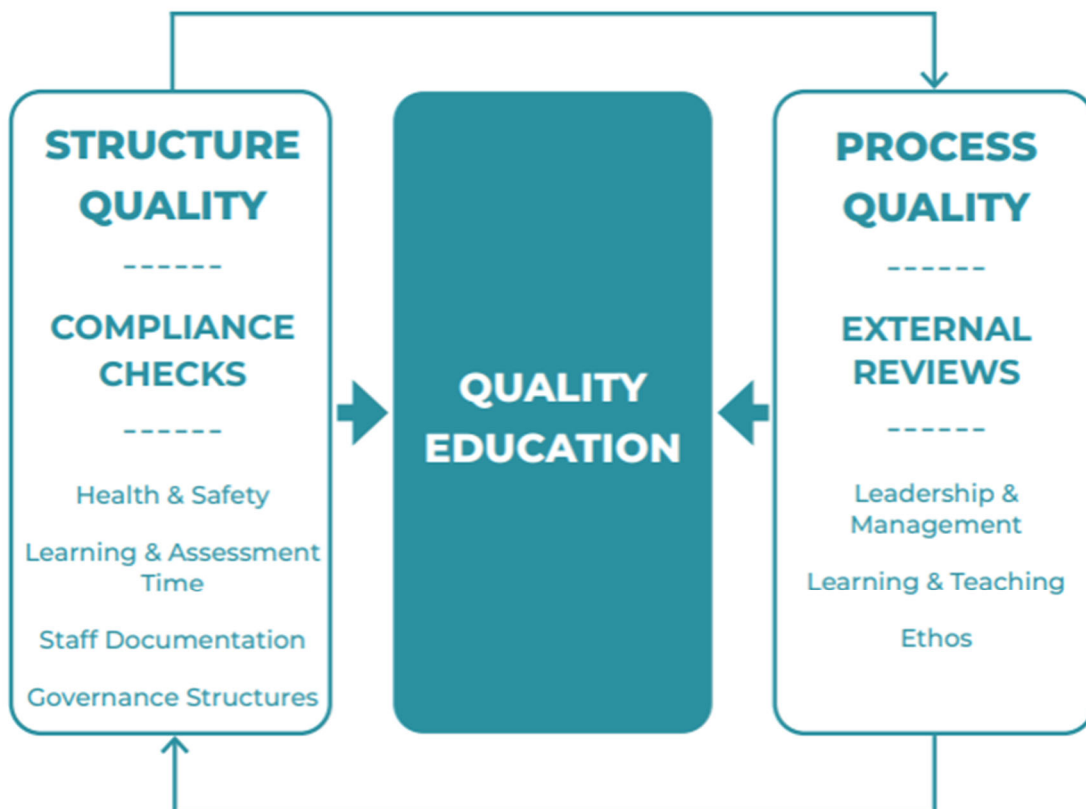 STRUCTURE
QUALITY
------
COMPLIANCE
CHECKS
------
Health & Safety
Learning & Assessment
Time
Staff Documentation
Governance Structures
QUALITY
EDUCATION
PROCESS
QUALITY
------
EXTERNAL
REVIEWS
------
Leadership &
Management
Learning & Teaching
Ethos